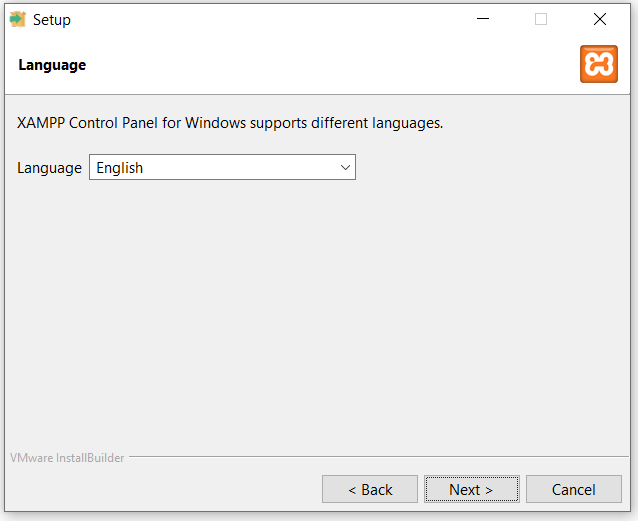 Setup
Language
XAMPP Control Panel for Windows supports different languages.
Language English
VMware InstallBuilder
< Back Next > Cancel